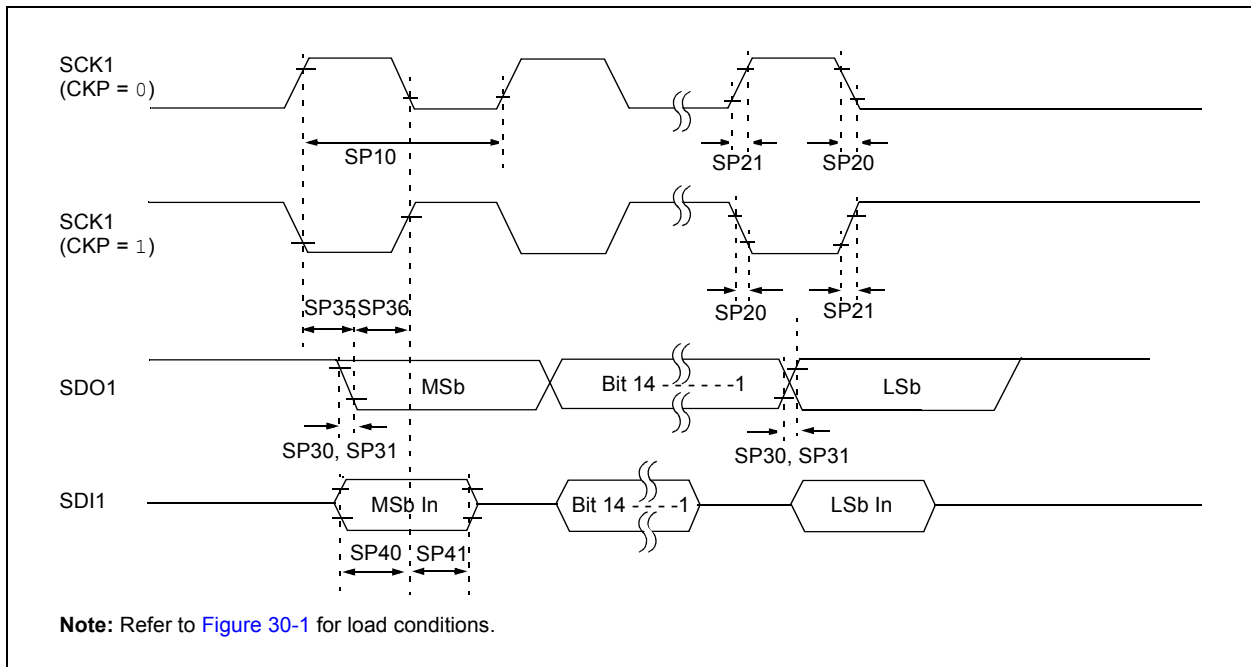 SCK1
(CKP = 0)
SP10
SP21
SP20
SCK1
(CKP = 1)
SP35 SP36
SP20
SP21
SDO1
MSb
Bit 14 - - - - - -1
LSb
SP30, SP31
SP30, SP31
SDI1
MSb In
Bit 14 - - - - -1
LSb In
SP40
SP41
Note: Refer to Figure 30-1 for load conditions.